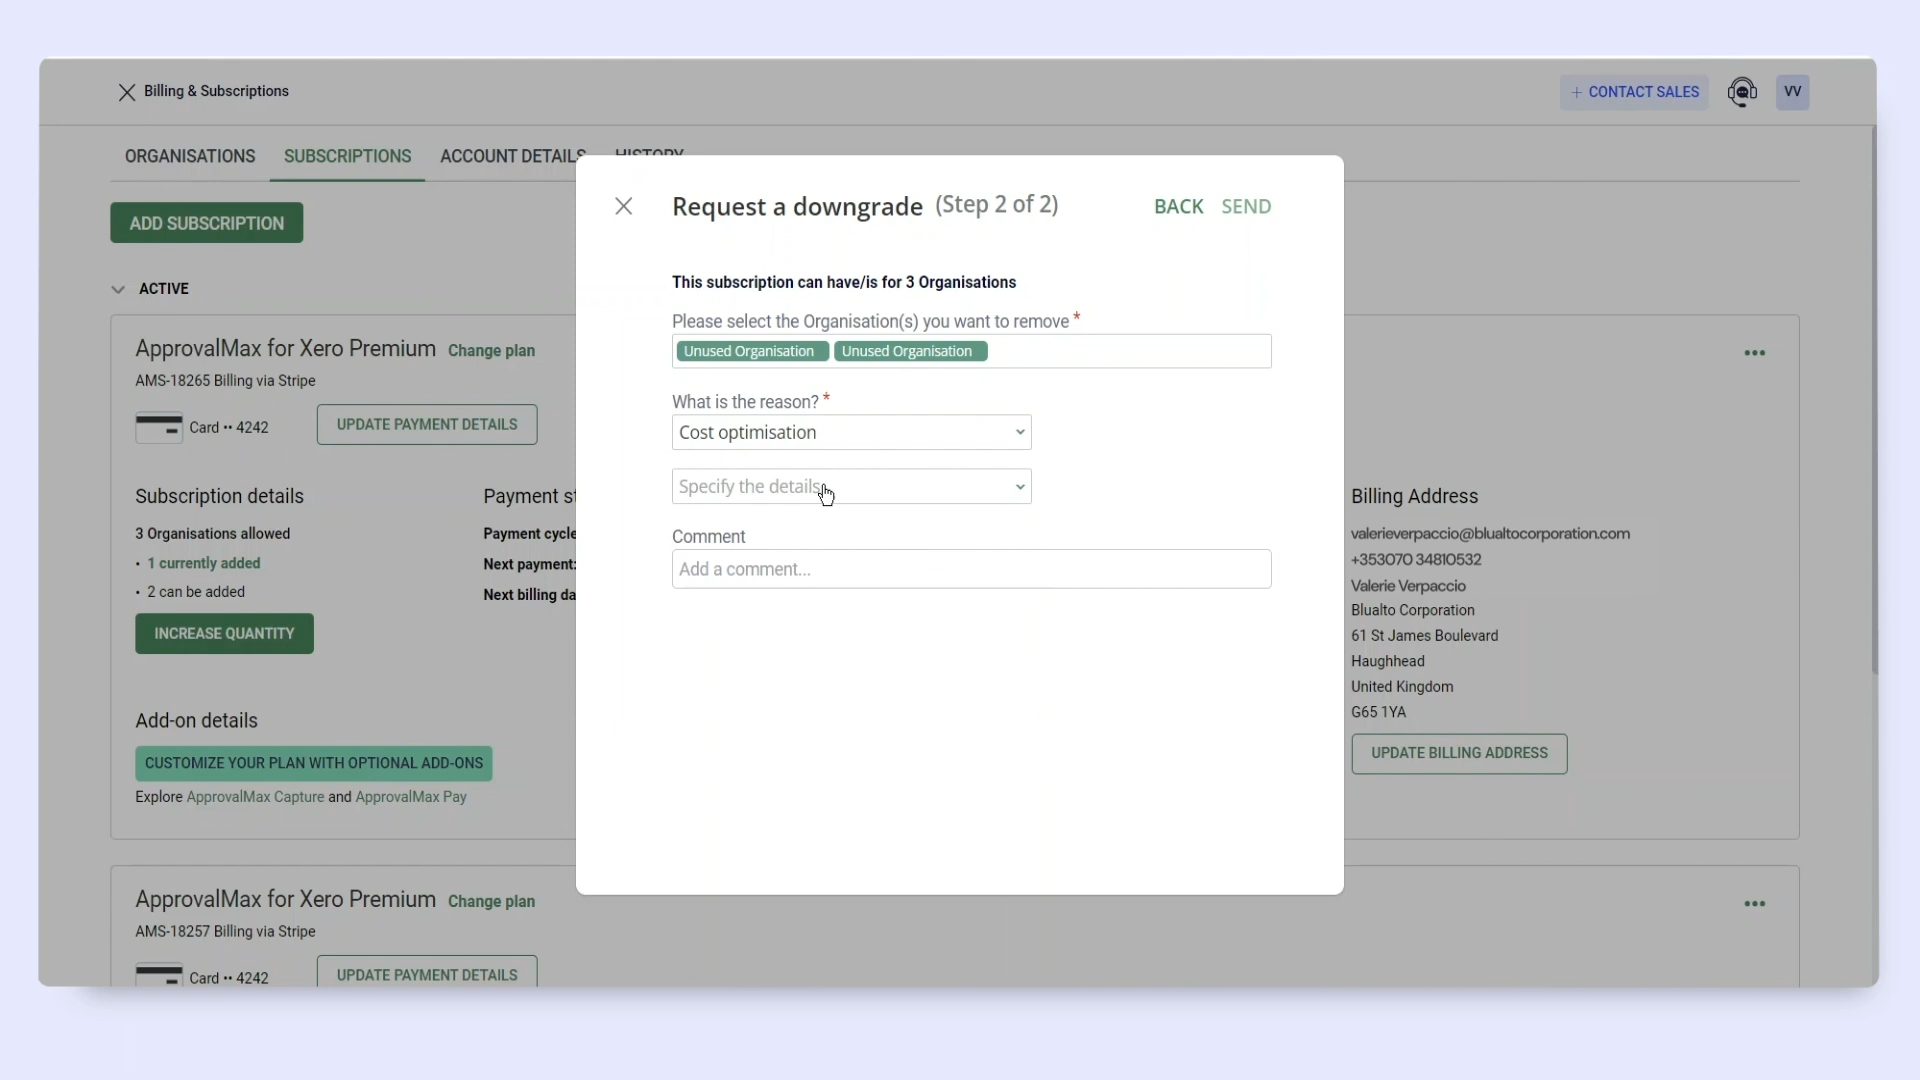 Billing & Subscriptions
+ CONTACT SALES
VV
ORGANISATIONS
SUBSCRIPTIONS
ACCOUNT DETAILS
HISTORY
ADD SUBSCRIPTION
ACTIVE
ApprovalMax for Xero Premium Change plan
AMS-18265 Billing via Stripe
Card •• 4242
UPDATE PAYMENT DETAILS
Subscription details
3 Organisations allowed
• 1 currently added
• 2 can be added
INCREASE QUANTITY
Payment
Payment cycle
Next payment:
Next billing
Add-on details
CUSTOMIZE YOUR PLAN WITH OPTIONAL ADD-ONS
Explore ApprovalMax Capture and ApprovalMax Pay
Request a downgrade (Step 2 of 2)
BACK
SEND
This subscription can have/is for 3 Organisations
Please select the Organisation(s) you want to remove *
Unused Organisation
Unused Organisation
What is the reason? *
Cost optimisation
Specify the details
Comment
Add a comment...
Billing Address
valerieverpaccio@blualtocorporation.com
+353070 34810532
Valerie Verpaccio
Blualto Corporation
61 St James Boulevard
Haughhead
United Kingdom
G65 1YA
UPDATE BILLING ADDRESS
ApprovalMax for Xero Premium Change plan
AMS-18257 Billing via Stripe
Card •• 4242
UPDATE PAYMENT DETAILS